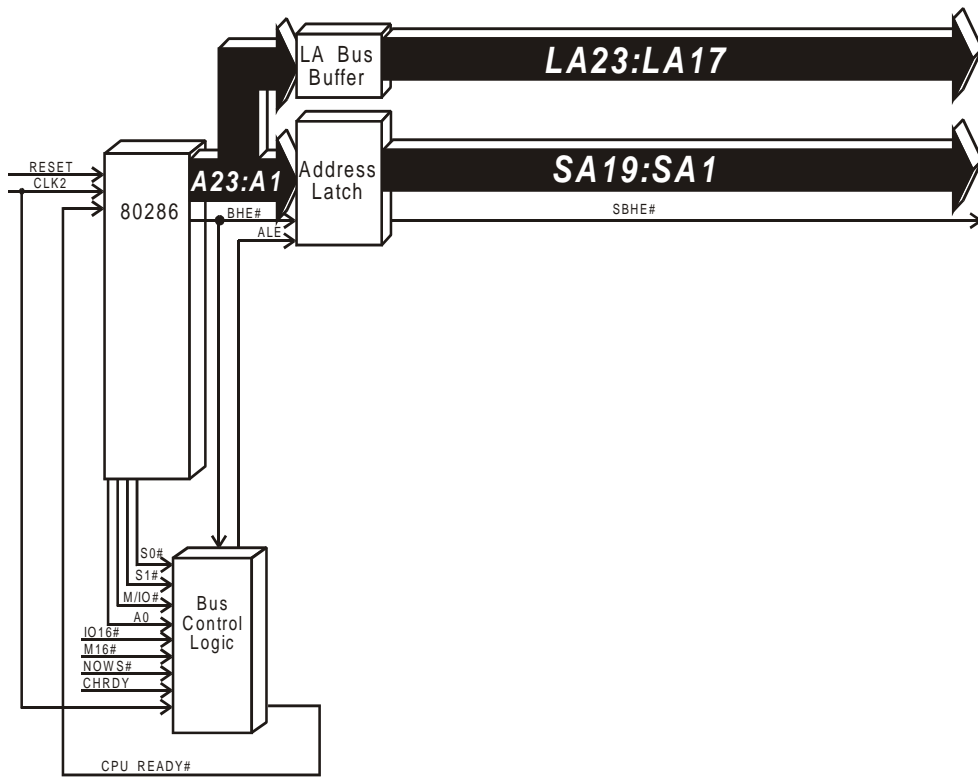 LA Bus
Buffer
LA23:LA17
RESET
CLK2
80286
A23:A1
Address
Latch
SA19:SA1
BHE#
SBHE#
ALE
S0#
S1#
M/IO#
A0
IO16#
M16#
NOWS#
CHRDY
Bus
Control
Logic
CPU READY#